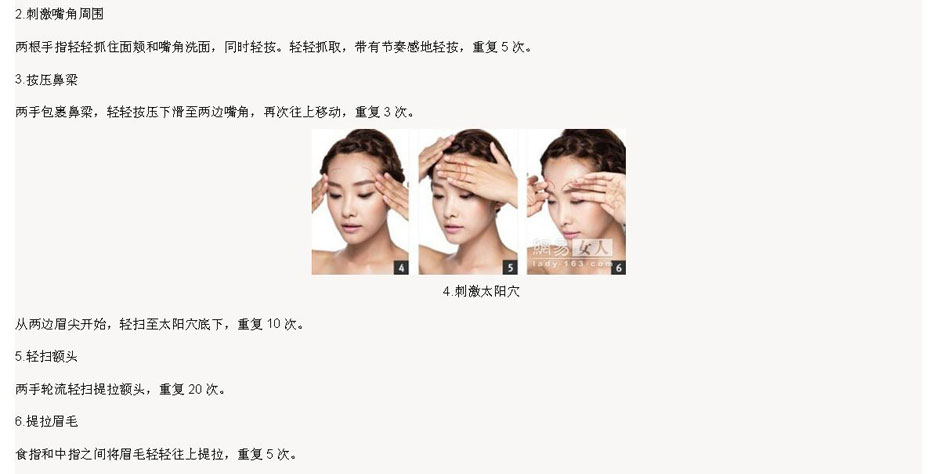 2.刺激嘴角周围
两根手指轻轻抓住面颊和嘴角洗面，同时轻按。轻轻抓取，带有节奏感地轻按，重复 5 次。
3.按压鼻梁
两手包裹鼻梁，轻轻按压下滑至两边嘴角，再次往上移动，重复 3 次。
4
5
6
網易女人
lady.163.com
4.刺激太阳穴
从两边眉尖开始，轻扫至太阳穴底下，重复 10 次。
5.轻扫额头
两手轮流轻扫提拉额头，重复 20 次。
6.提拉眉毛
食指和中指之间将眉毛轻轻往上提拉，重复 5 次。